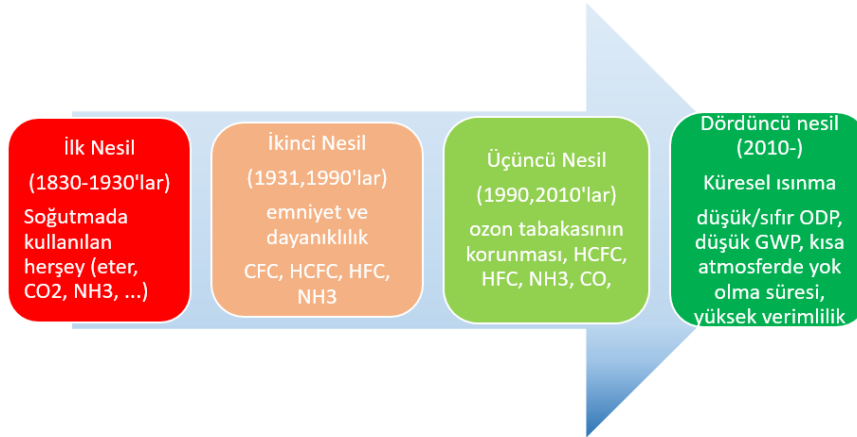 İlk Nesil
(1830-1930'lar)
Soğutmada
kullanılan
herşey (eter,
CO2, NH3, ...)
İkinci Nesil
(1931,1990'lar)
emniyet ve
dayanıklılık
CFC, HCFC, HFC,
NH3
Üçüncü Nesil
(1990,2010'lar)
ozon tabakasının
korunması, HCFC,
HFC, NH3, CO,
Dördüncü nesil
(2010-)
Küresel ısınma
düşük/sıfır ODP,
düşük GWP, kısa
atmosferde yok
olma süresi,
yüksek verimlilik